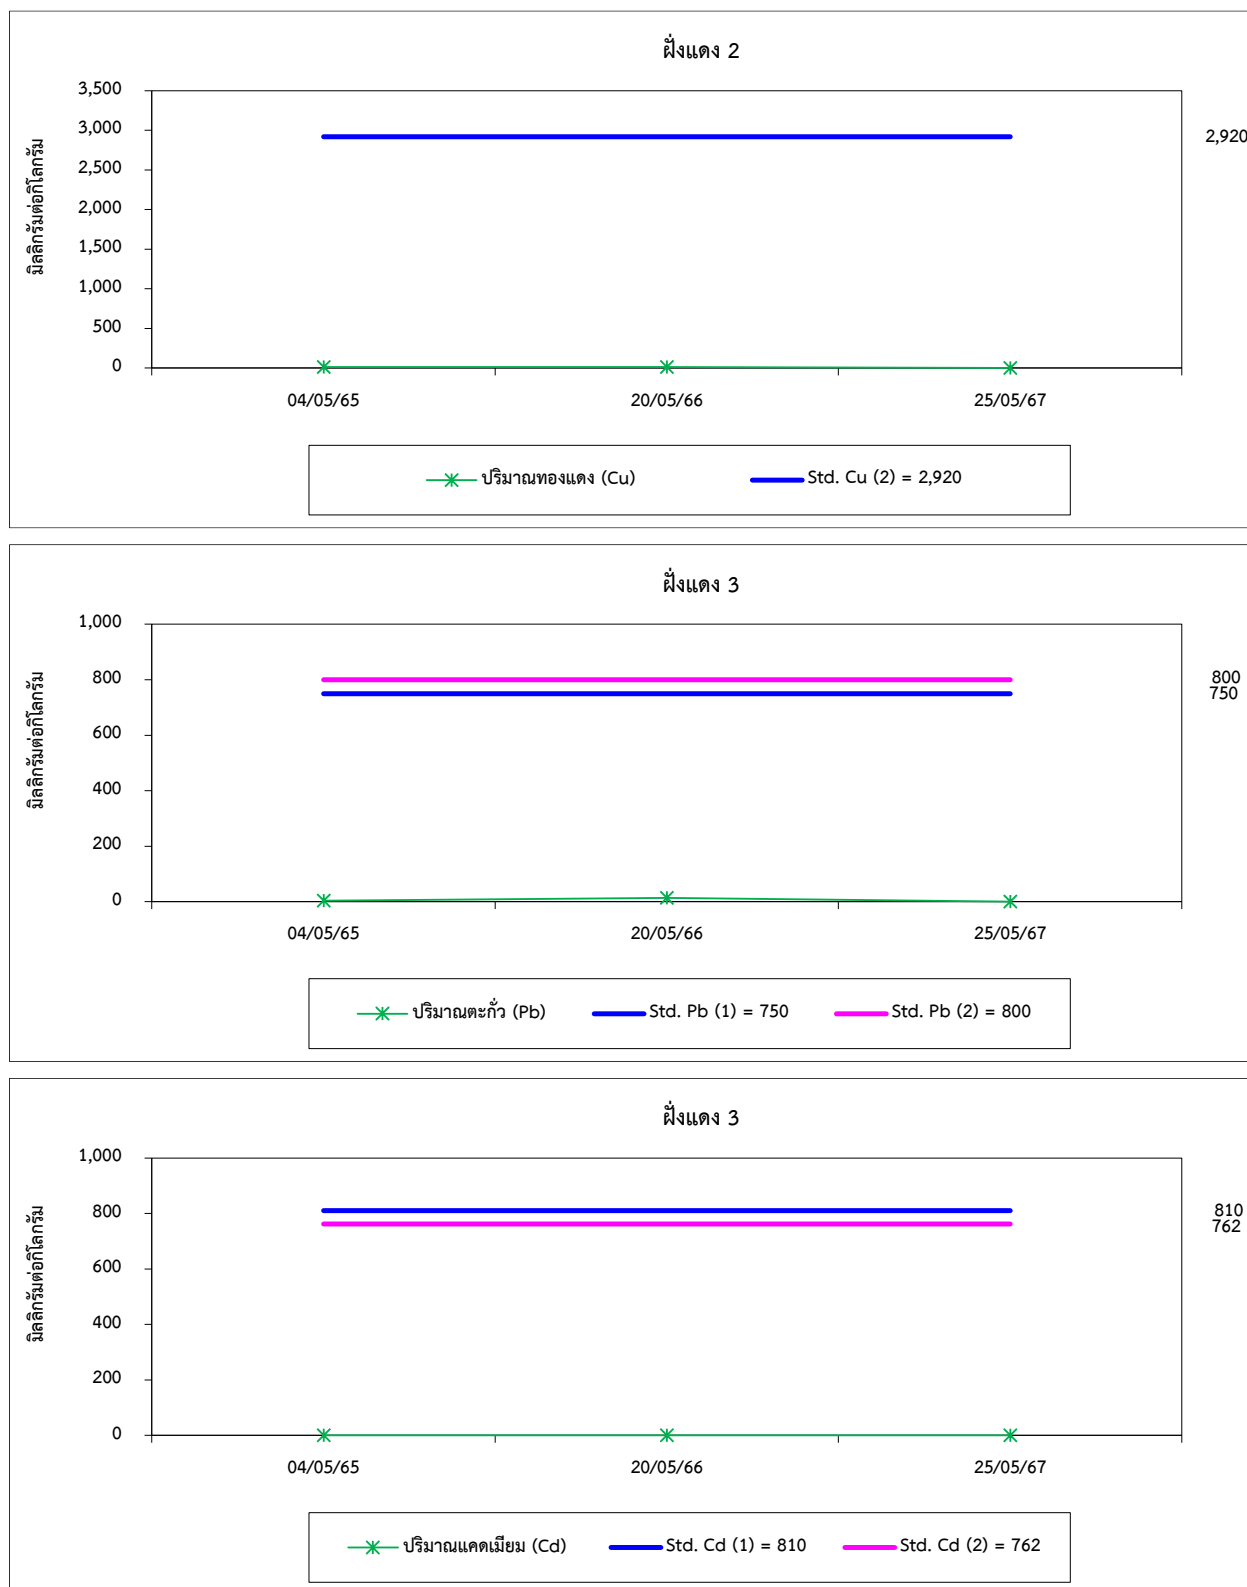 ฝั่งแดง 2
3,500
3,000
2,500
2,000
1,500
1,000
500
0
มิลลิกรัมต่อกิโลกรัม
2,920
04/05/65 20/05/66 25/05/67
ปริมาณทองแดง (Cu) Std. Cu (2) = 2,920
ฝั่งแดง 3
1,000
800
600
400
200
0
มิลลิกรัมต่อกิโลกรัม
800
750
04/05/65 20/05/66 25/05/67
ปริมาณตะกั่ว (Pb) Std. Pb (1) = 750 Std. Pb (2) = 800
ฝั่งแดง 3
1,000
800
600
400
200
0
มิลลิกรัมต่อกิโลกรัม
810
762
04/05/65 20/05/66 25/05/67
ปริมาณแคดเมียม (Cd) Std. Cd (1) = 810 Std. Cd (2) = 762